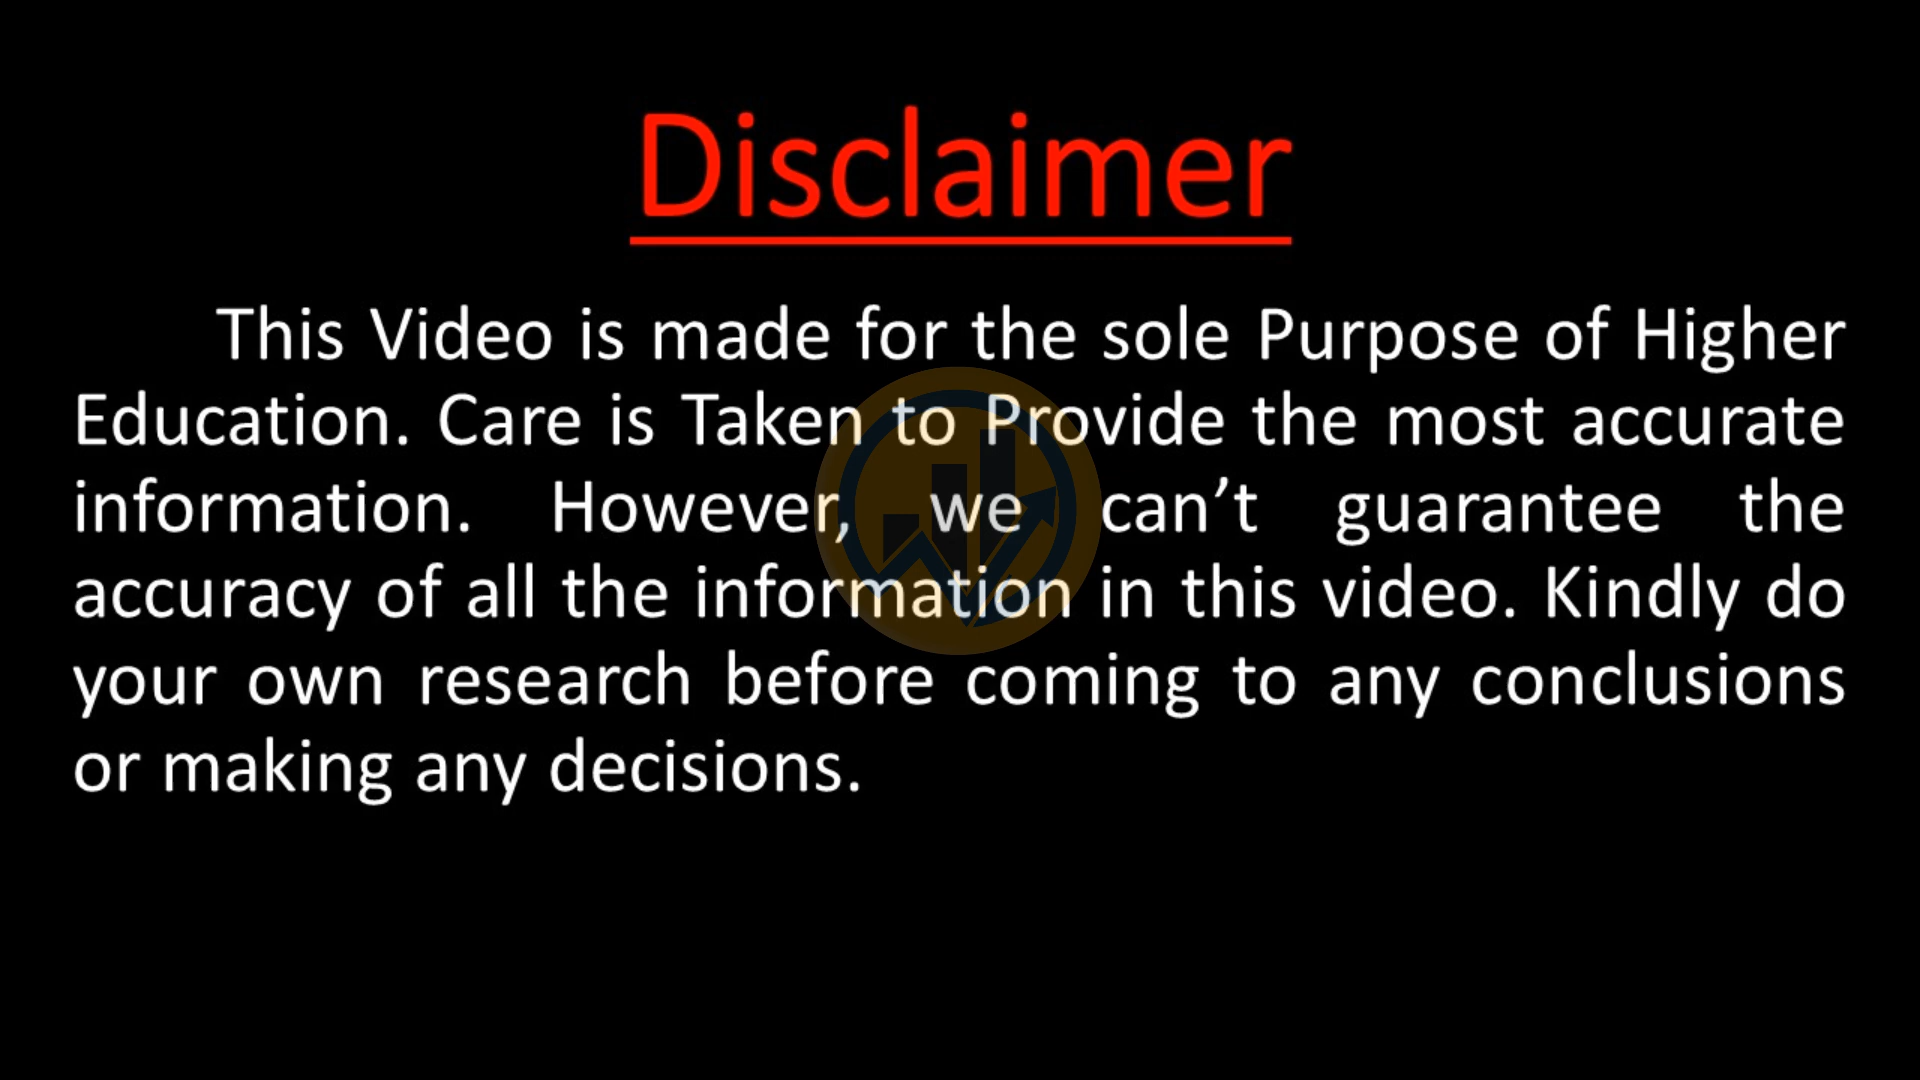 Disclaimer
This Video is made for the sole Purpose of Higher
Education. Care is Taken to Provide the most accurate
information. However, we can’t guarantee the
accuracy of all the information in this video. Kindly do
your own research before coming to any conclusions
or making any decisions.